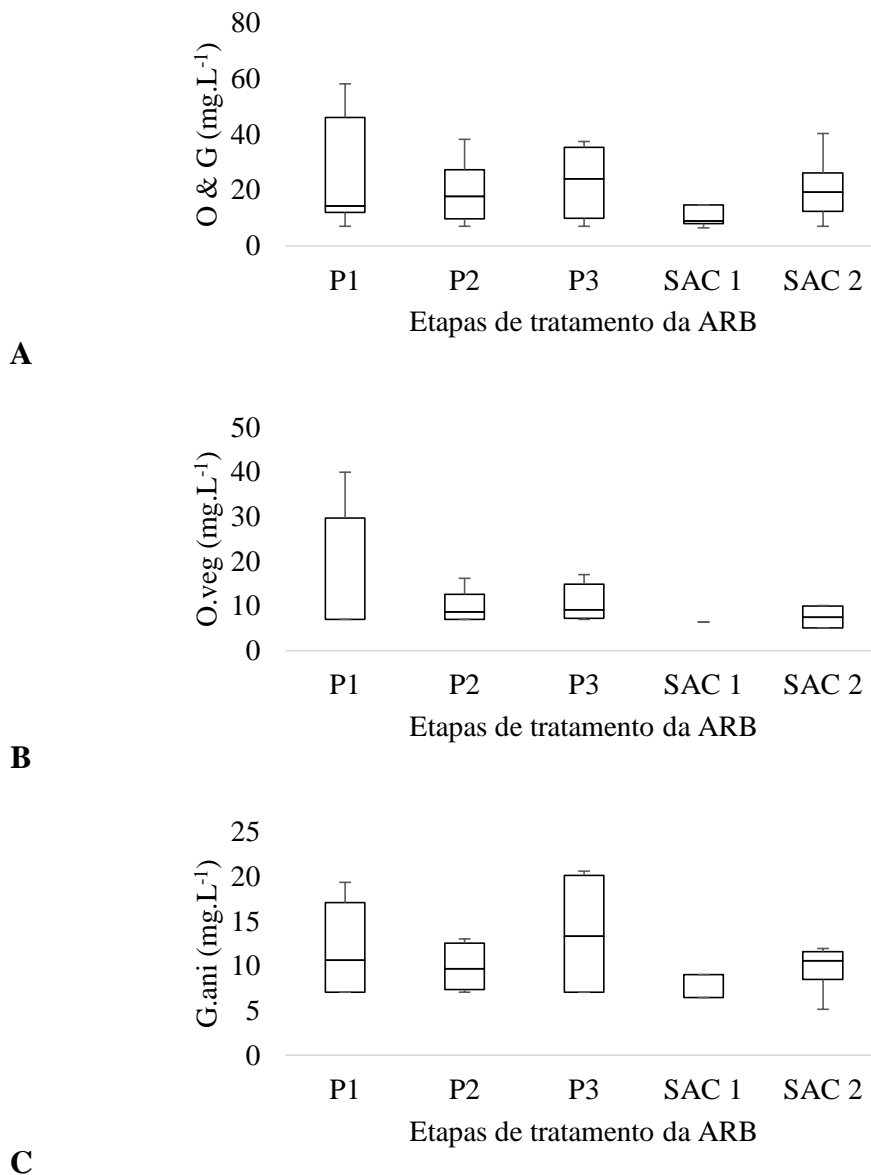 80
60
40
20
0
O & G (mg.L⁻¹)
P1 P2 P3 SAC 1 SAC 2
Etapas de tratamento da ARB
A
50
40
30
20
10
0
O.veg (mg.L⁻¹)
P1 P2 P3 SAC 1 SAC 2
Etapas de tratamento da ARB
B
25
20
15
10
5
0
G.ani (mg.L⁻¹)
P1 P2 P3 SAC 1 SAC 2
Etapas de tratamento da ARB
C